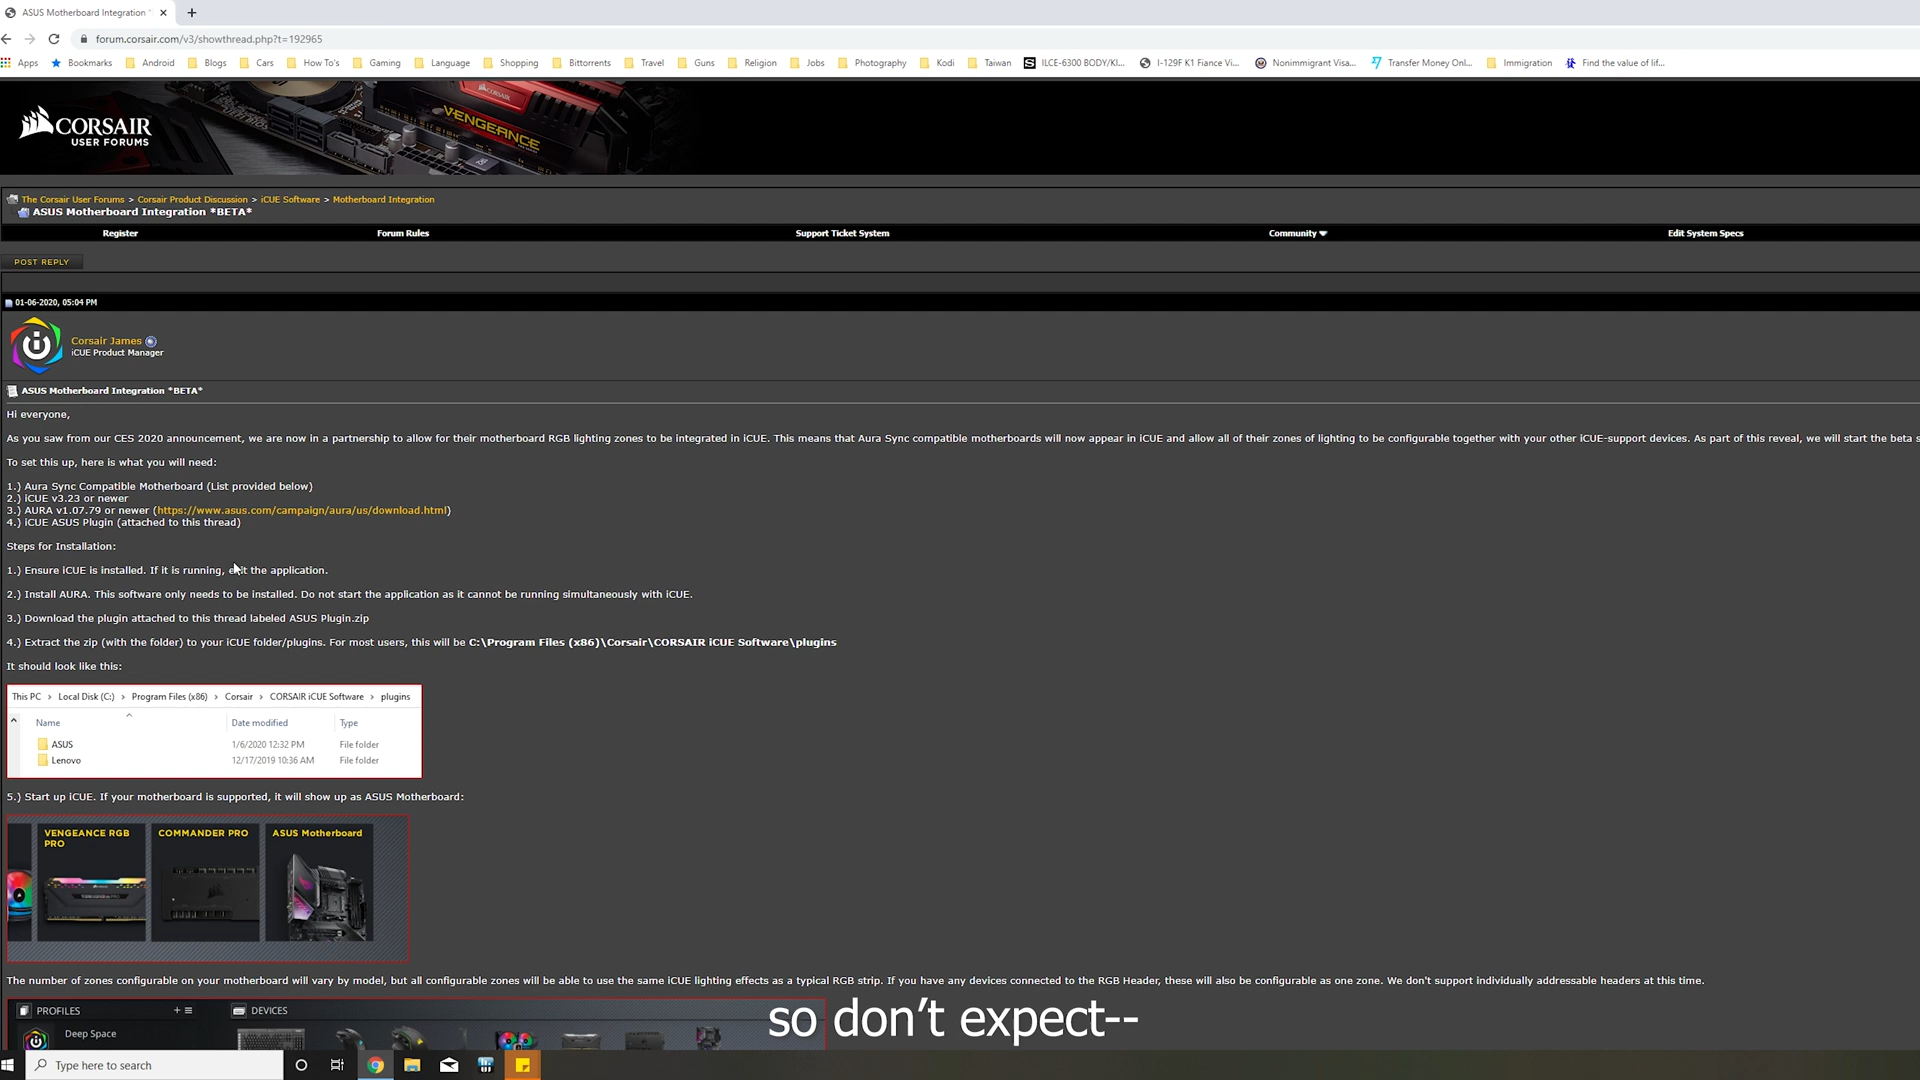 ASUS Motherboard Integration *
forum.corsair.com/v3/showthread.php?t=192965
Apps Bookmarks Android Blogs Cars How To's Gaming Language Shopping Bittorrents Travel Guns Religion Jobs Photography Kodi Taiwan ILCE-6300 BODY/KI... I-129F K1 Fiance Vi... Nonimmigrant Visa... Transfer Money Onl... Immigration Find the value of lif...
CORSAIR
VENGEANCE
CORSAIR
USER FORUMS
The Corsair User Forums > Corsair Product Discussion > iCUE Software > Motherboard Integration
ASUS Motherboard Integration *BETA*
Register Forum Rules Support Ticket System Community Edit System Specs
POST REPLY
01-06-2020, 05:04 PM
Corsair James
iCUE Product Manager
ASUS Motherboard Integration *BETA*
Hi everyone,
As you saw from our CES 2020 announcement, we are now in a partnership to allow for their motherboard RGB lighting zones to be integrated in iCUE. This means that Aura Sync compatible motherboards will now appear in iCUE and allow all of their zones of lighting to be configurable together with your other iCUE-support devices. As part of this reveal, we will start the beta s
To set this up, here is what you will need:
1.) Aura Sync Compatible Motherboard (List provided below)
2.) iCUE v3.23 or newer
3.) AURA v1.07.79 or newer (https://www.asus.com/campaign/aura/us/download.html)
4.) iCUE ASUS Plugin (attached to this thread)
Steps for Installation:
1.) Ensure iCUE is installed. If it is running, exit the application.
2.) Install AURA. This software only needs to be installed. Do not start the application as it cannot be running simultaneously with iCUE.
3.) Download the plugin attached to this thread labeled ASUS Plugin.zip
4.) Extract the zip (with the folder) to your iCUE folder/plugins. For most users, this will be C:\Program Files (x86)\Corsair\CORSAIR iCUE Software\plugins
It should look like this:
This PC > Local Disk (C:) > Program Files (x86) > Corsair > CORSAIR iCUE Software > plugins
Name Date modified Type
ASUS 1/6/2020 12:32 PM File folder
Lenovo 12/17/2019 10:36 AM File folder
5.) Start up iCUE. If your motherboard is supported, it will show up as ASUS Motherboard:
VENGEANCE RGB PRO
COMMANDER PRO
ASUS Motherboard
The number of zones configurable on your motherboard will vary by model, but all configurable zones will be able to use the same iCUE lighting effects as a typical RGB strip. If you have any devices connected to the RGB Header, these will also be configurable as one zone. We don't support individually addressable headers at this time.
PROFILES DEVICES
Deep Space
so don't expect--
Type here to search